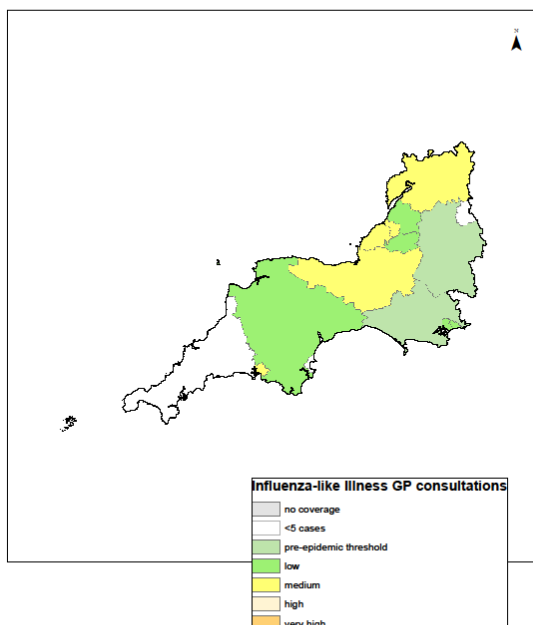 N
Influenza-like Illness GP consultations
no coverage
<5 cases
pre-epidemic threshold
low
medium
high
very high